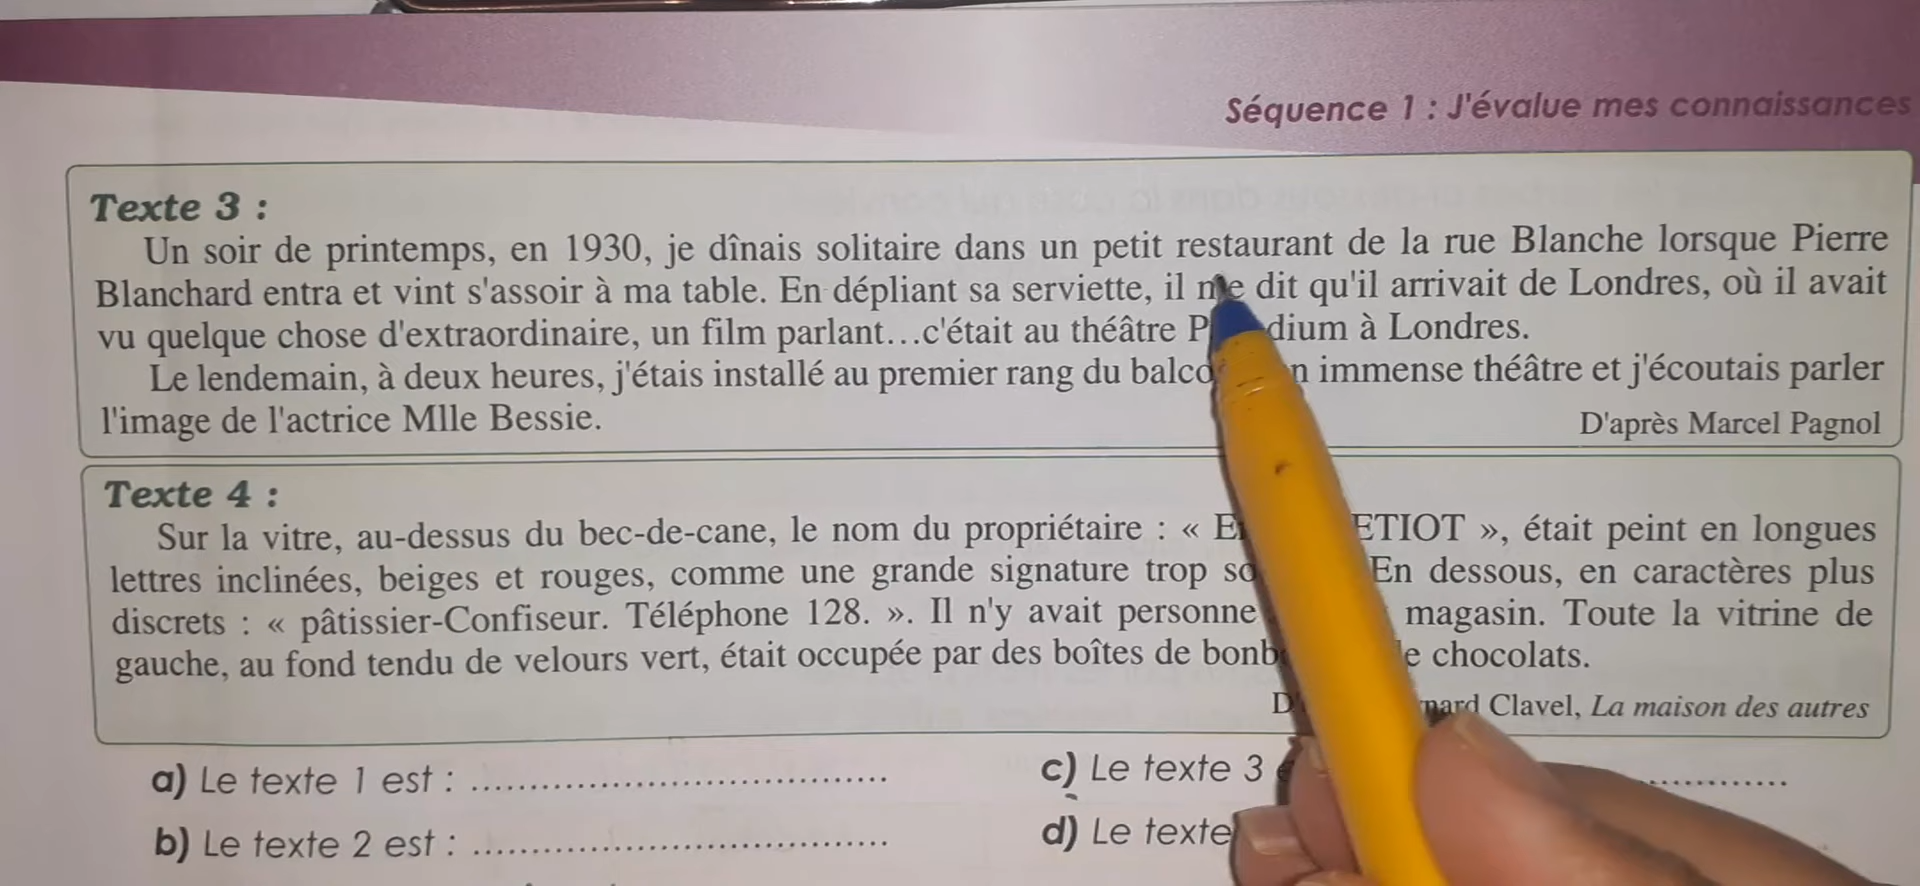 Séquence 1 : J'évalue mes connaissances
Texte 3 :
Un soir de printemps, en 1930, je dînais solitaire dans un petit restaurant de la rue Blanche lorsque Pierre
Blanchard entra et vint s'assoir à ma table. En dépliant sa serviette, il me dit qu'il arrivait de Londres, où il avait
vu quelque chose d'extraordinaire, un film parlant...c'était au théâtre P dium à Londres.
Le lendemain, à deux heures, j'étais installé au premier rang du immense théâtre et j'écoutais parler
l'image de l'actrice Mlle Bessie.
D'après Marcel Pagnol
Texte 4 :
Sur la vitre, au-dessus du bec-de-cane, le nom du propriétaire : « ETIOT », était peint en longues
lettres inclinées, beiges et rouges, comme une grande signature trop En dessous, en caractères plus
discrets : « pâtissier-Confiseur. Téléphone 128. ». Il n'y avait personne magasin. Toute la vitrine de
gauche, au fond tendu de velours vert, était occupée par des boîtes de chocolats.
Clavel, La maison des autres
a) Le texte 1 est : ........................................
c) Le texte 3 ............
b) Le texte 2 est : ........................................
d) Le texte